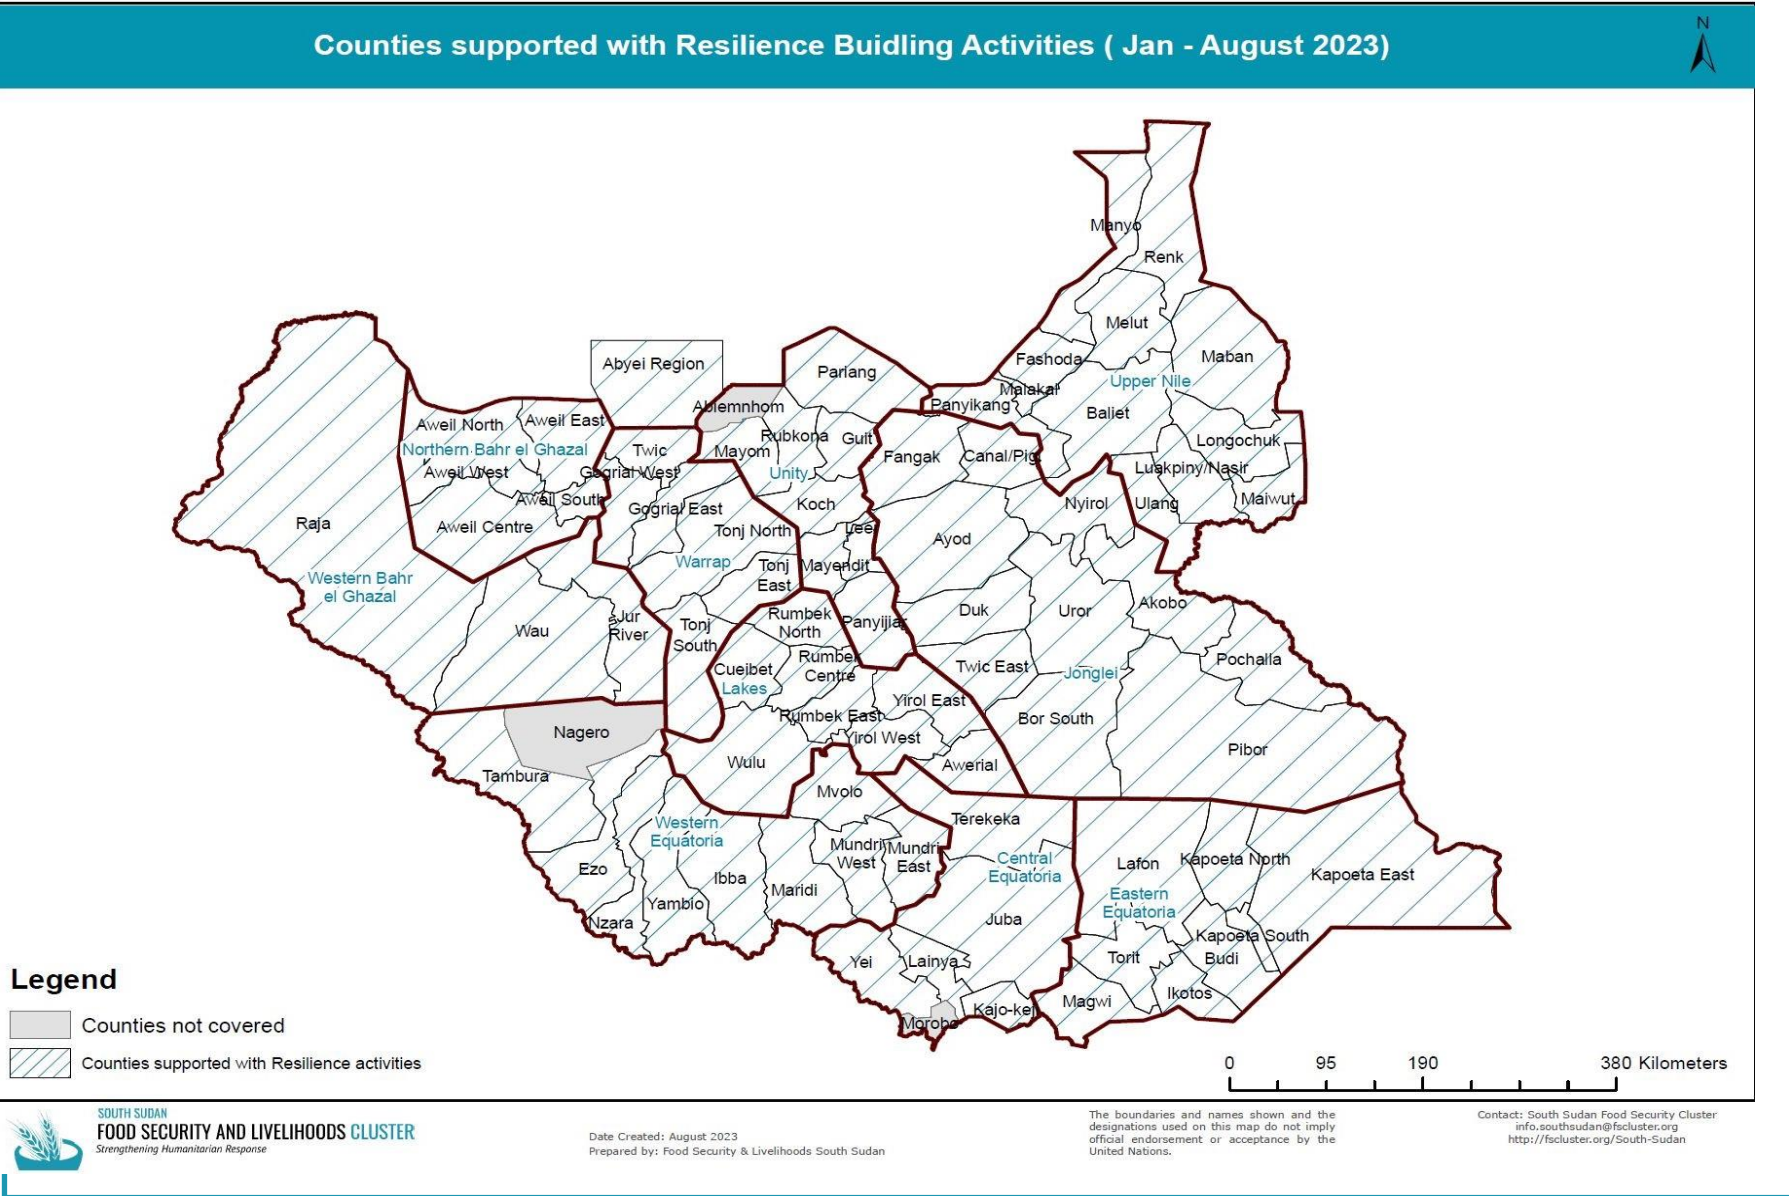 Counties supported with Resilience Buidling Activities ( Jan - August 2023)
N
Manyo
Renk
Melut
Fashoda
Maban
Abyei Region
Pariang
Malakal
Upper Nile
Panyikang
Baliet
Abiemnhom
Aweil North
Aweil East
Rubkona
Guit
Longochuk
Northern Bahr el Ghazal
Twic
Mayom
Fangak
Canal/Pigi
Luakpiny/Nasir
Aweil West
Gogrial West
Unity
Aweil South
Gogrial East
Koch
Nyirol
Ulang
Maiwut
Raja
Aweil Centre
Tonj North
Leer
Ayod
Warrap
Tonj
East
Mayendit
Western Bahr
el Ghazal
Akobo
Duk
Uror
Wau
Jur
River
Tonj
South
Rumbek
North
Panyijiar
Cueibet
Rumbek
Centre
Twic East
Jonglei
Pochalla
Lakes
Yirol East
Rumbek East
Bor South
Nagero
Yirol West
Pibor
Tambura
Wulu
Awerial
Mvolo
Terekeka
Western
Equatoria
Mundri
West
Mundri
East
Central
Equatoria
Lafon
Kapoeta North
Kapoeta East
Ezo
Ibba
Maridi
Eastern
Equatoria
Yambio
Nzara
Juba
Kapoeta South
Yei
Lainya
Torit
Budi
Magwi
Ikotos
Kajo-keji
Morobo
Legend
Counties not covered
Counties supported with Resilience activities
0 95 190 380 Kilometers
SOUTH SUDAN
FOOD SECURITY AND LIVELIHOODS CLUSTER
Strengthening Humanitarian Response
Date Created: August 2023
Prepared by: Food Security & Livelihoods South Sudan
The boundaries and names shown and the
designations used on this map do not imply
official endorsement or acceptance by the
United Nations.
Contact: South Sudan Food Security Cluster
info.southsudan@fscluster.org
http://fscluster.org/South-Sudan